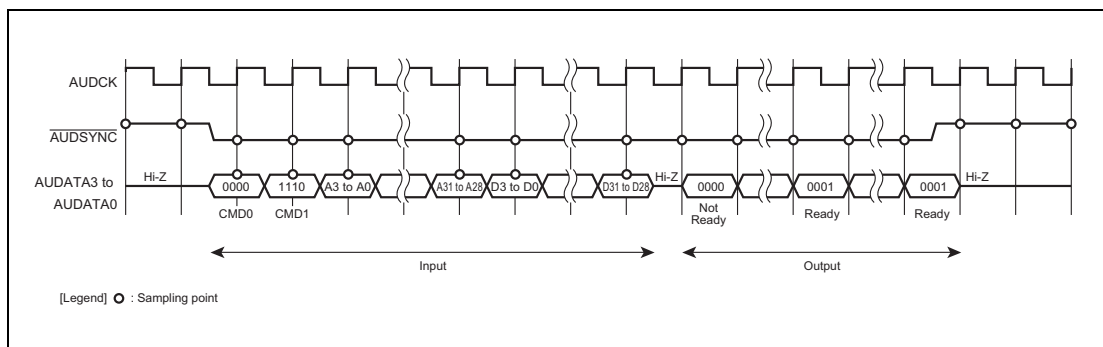 AUDCK
AUDSYNC
AUDATA3 to
AUDATA0
Hi-Z
0000
1110
A3 to A0
A31 to A28
D3 to D0
D31 to D28
Hi-Z
0000
0001
0001
Hi-Z
CMD0
CMD1
Not
Ready
Ready
Ready
Input
Output
[Legend] : Sampling point